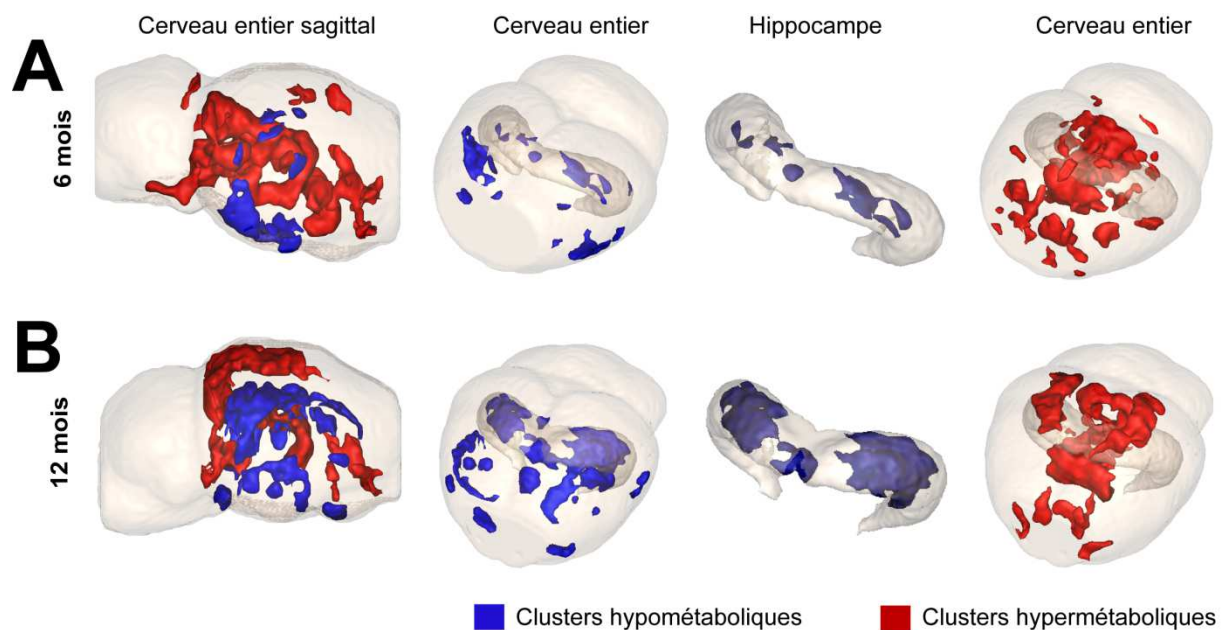 Cerveau entier sagittal
Cerveau entier
Hippocampe
Cerveau entier
A
6 mois
B
12 mois
Clusters hypométaboliques
Clusters hypermétaboliques